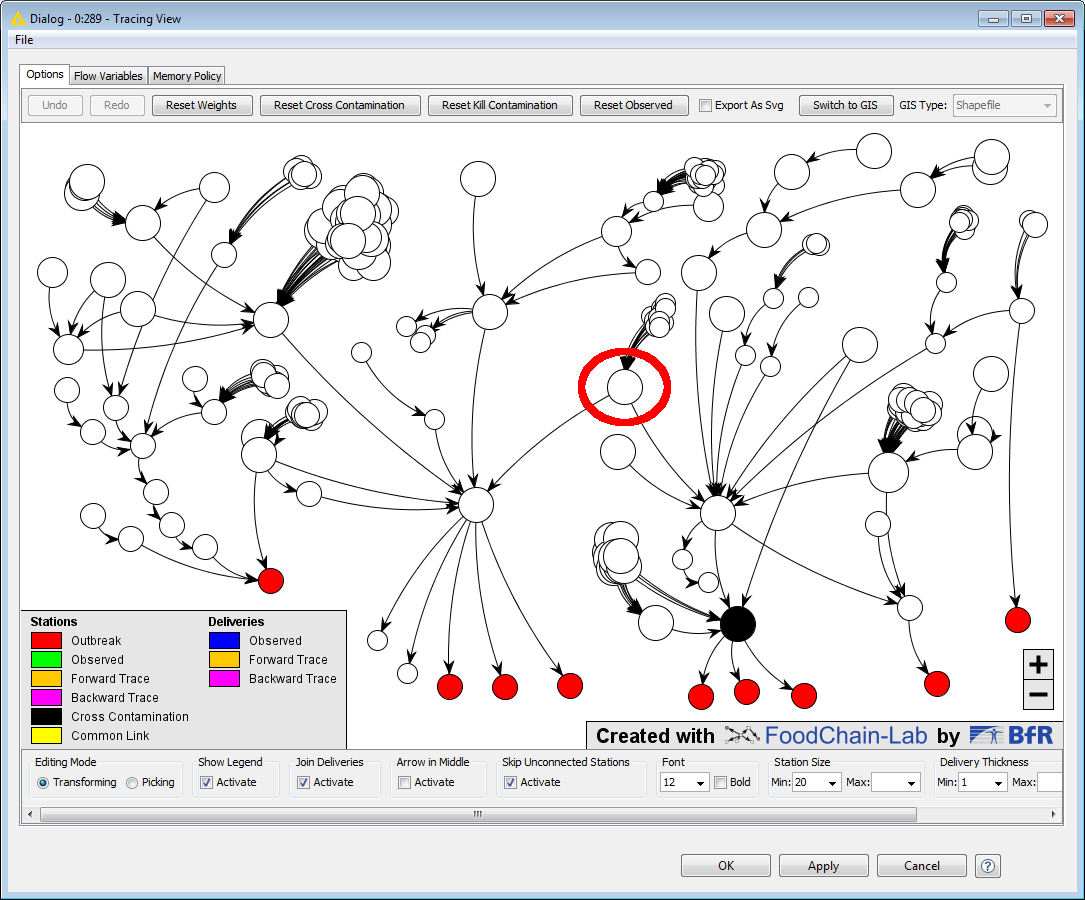 Dialog - 0:289 - Tracing View
File
Options Flow Variables Memory Policy
Undo Redo Reset Weights Reset Cross Contamination Reset Kill Contamination Reset Observed Export As Svg Switch to GIS GIS Type: Shapefile
Stations Deliveries
Outbreak Observed
Observed Forward Trace
Forward Trace Backward Trace
Backward Trace
Cross Contamination
Common Link
+
−
Created with FoodChain-Lab by BfR
Editing Mode Show Legend Join Deliveries Arrow in Middle Skip Unconnected Stations Font Station Size Delivery Thickness
Transforming Picking Activate Activate Activate Activate 12 Bold Min: 20 Max: Min: 1 Max:
OK Apply Cancel ?